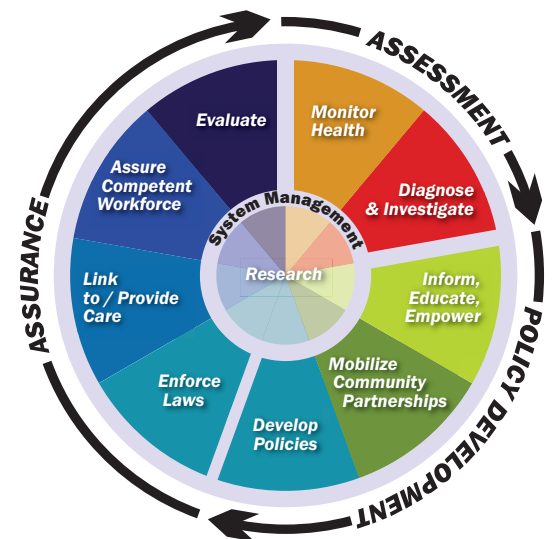 ASSESSMENT
Monitor
Health
Diagnose
& Investigate
POLICY DEVELOPMENT
Inform,
Educate,
Empower
Mobilize
Community
Partnerships
Develop
Policies
ASSURANCE
Enforce
Laws
Link
to / Provide
Care
Assure
Competent
Workforce
Evaluate
System Management
Research